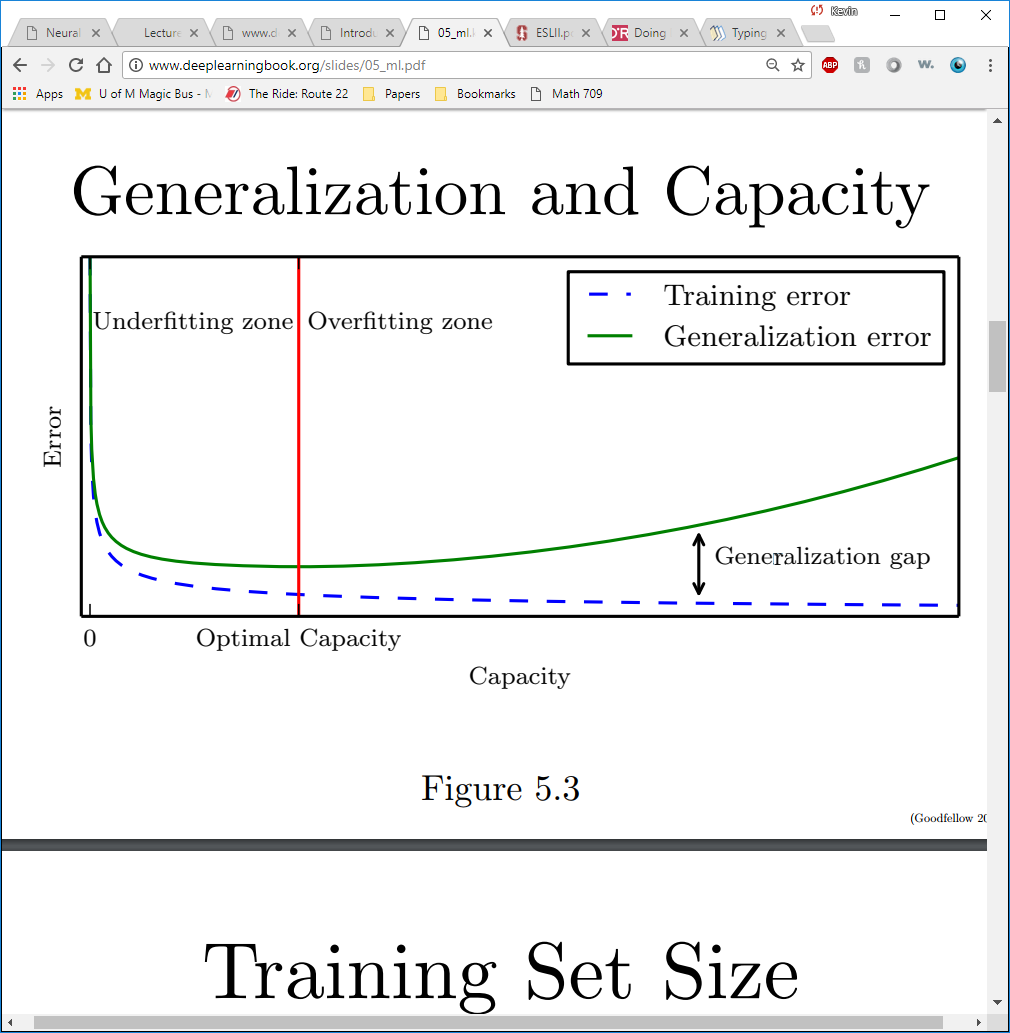 Kevin
Neural
Lecture
www.d
Introdu
05_ml.
ESLII.p
Doing
Typing
www.deeplearningbook.org/slides/05_ml.pdf
ABP
w.
Apps
U of M Magic Bus -
The Ride: Route 22
Papers
Bookmarks
Math 709
Generalization and Capacity
Training error
Underfitting zone
Overfitting zone
Generalization error
Error
Generalization gap
0
Optimal Capacity
Capacity
Figure 5.3
(Goodfellow 20
Training Set Size